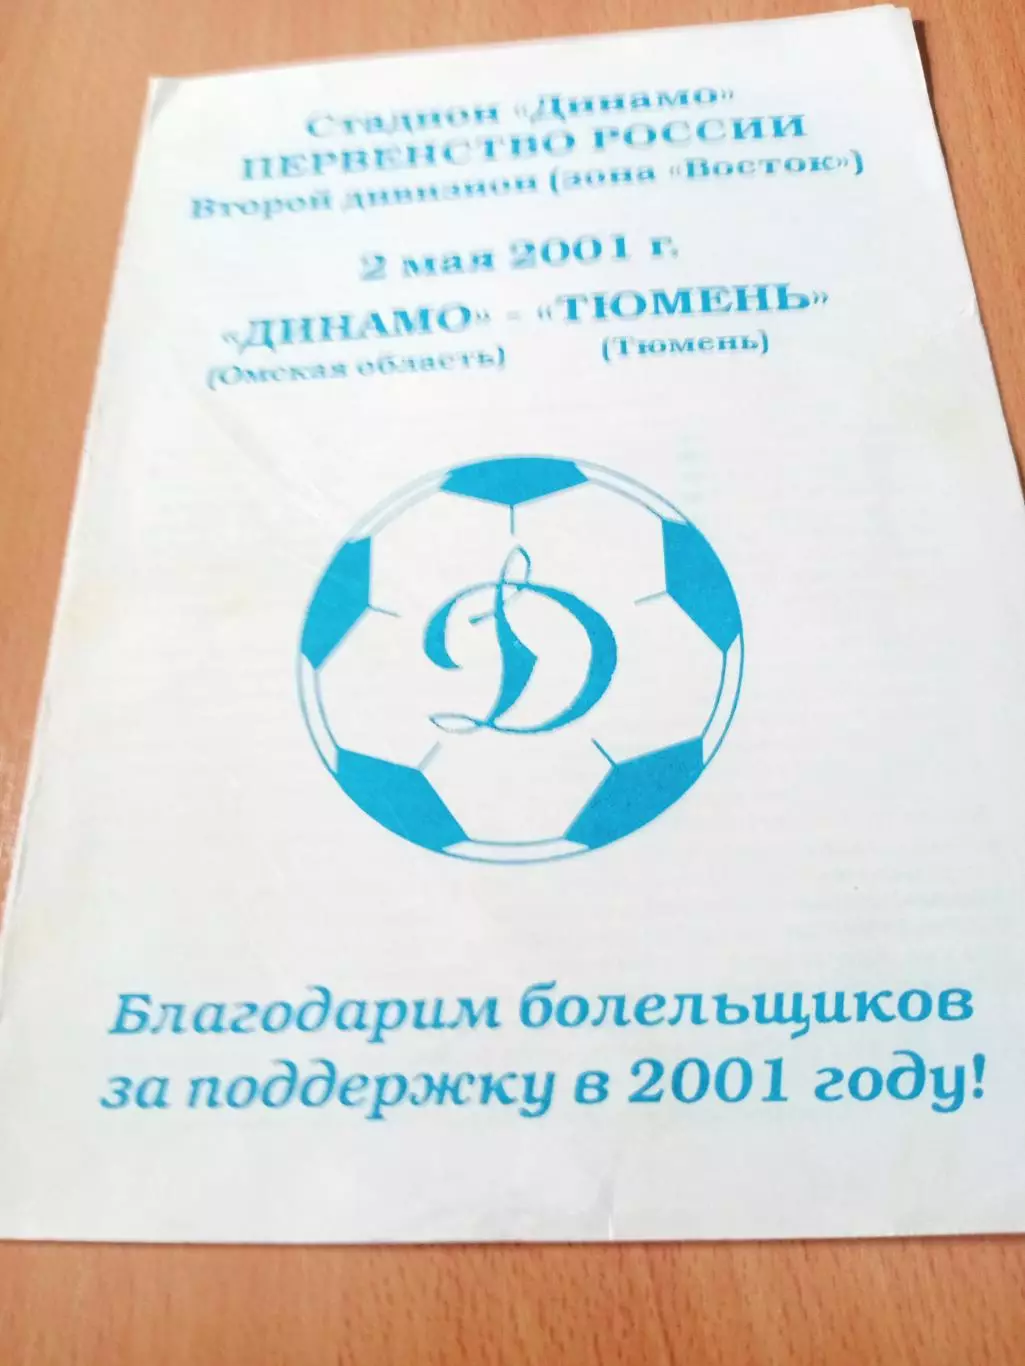 Стадион «Динамо»
ПЕРВЕНСТВО РОССИИ
Второй дивизион (зона «Восток»)
2 мая 2001 г.
«ДИНАМО» - «ТЮМЕНЬ»
(Омская область) (Тюмень)
Д
Благодарим болельщиков
за поддержку в 2001 году!